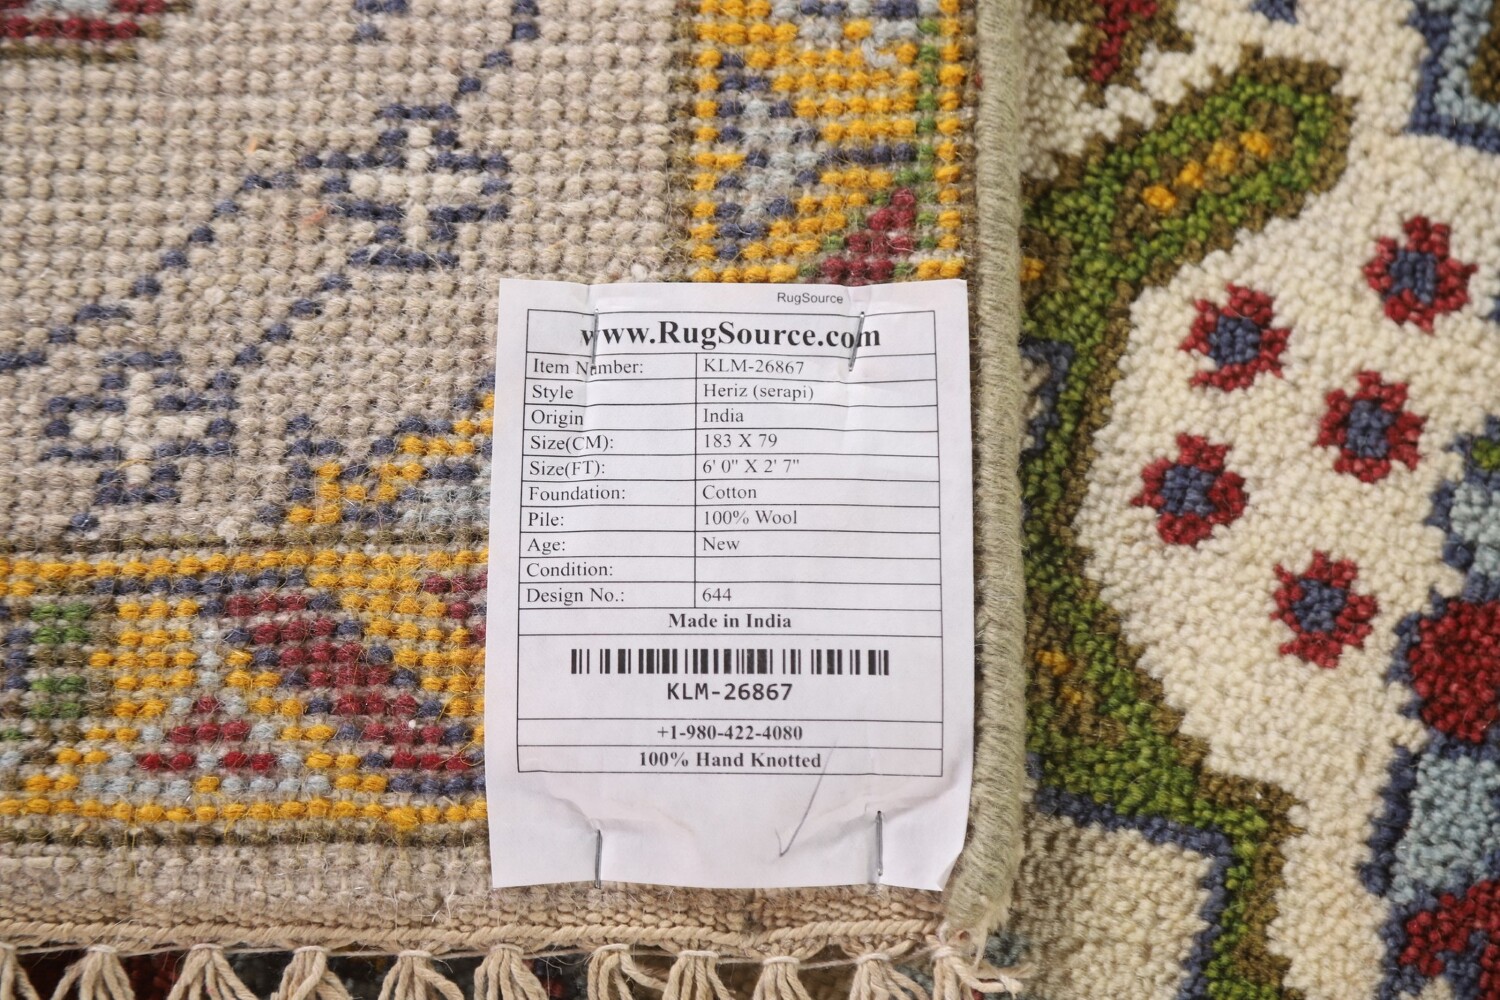 RugSource
www.RugSource.com
Item Number: KLM-26867
Style Heriz (serapi)
Origin India
Size(CM): 183 X 79
Size(FT): 6' 0" X 2' 7"
Foundation: Cotton
Pile: 100% Wool
Age: New
Condition:
Design No.: 644
Made in India
KLM-26867
+1-980-422-4080
100% Hand Knotted